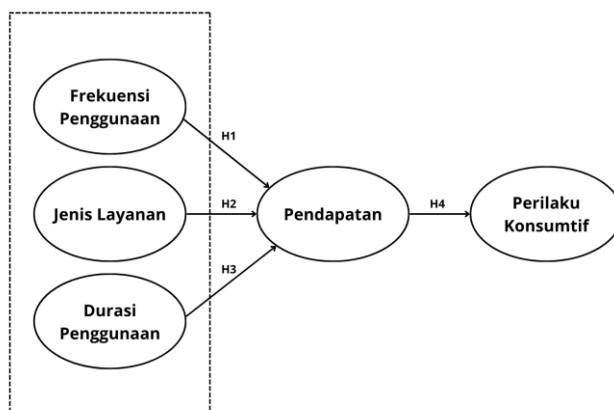 Frekuensi
Penggunaan
H1
Jenis Layanan
H2
Pendapatan
H4
Perilaku
Konsumtif
H3
Durasi
Penggunaan